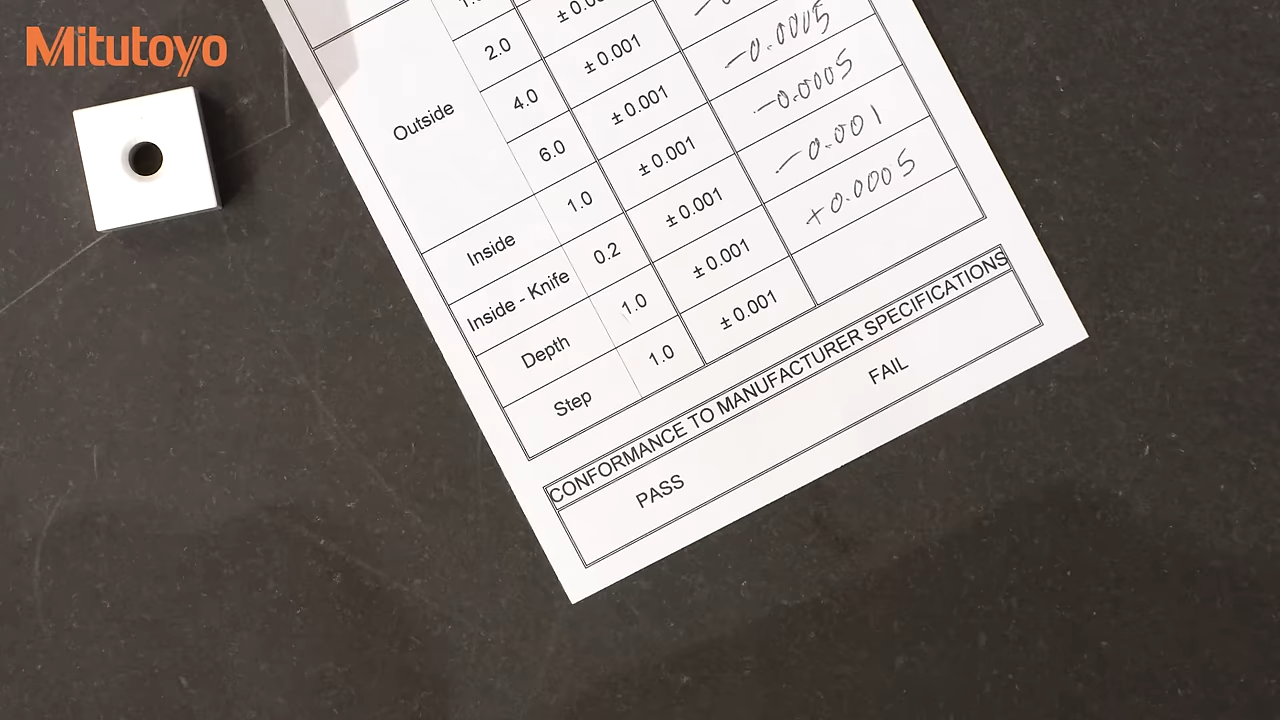 Mitutoyo
2.0
Outside
4.0 ± 0.001
6.0 ± 0.001 -0.0005
Inside 1.0 ± 0.001 -0.0005
Inside - Knife 0.2 ± 0.001 -0.001
Depth 1.0 ± 0.001 +0.0005
Step 1.0 ± 0.001
CONFORMANCE TO MANUFACTURER SPECIFICATIONS
PASS FAIL